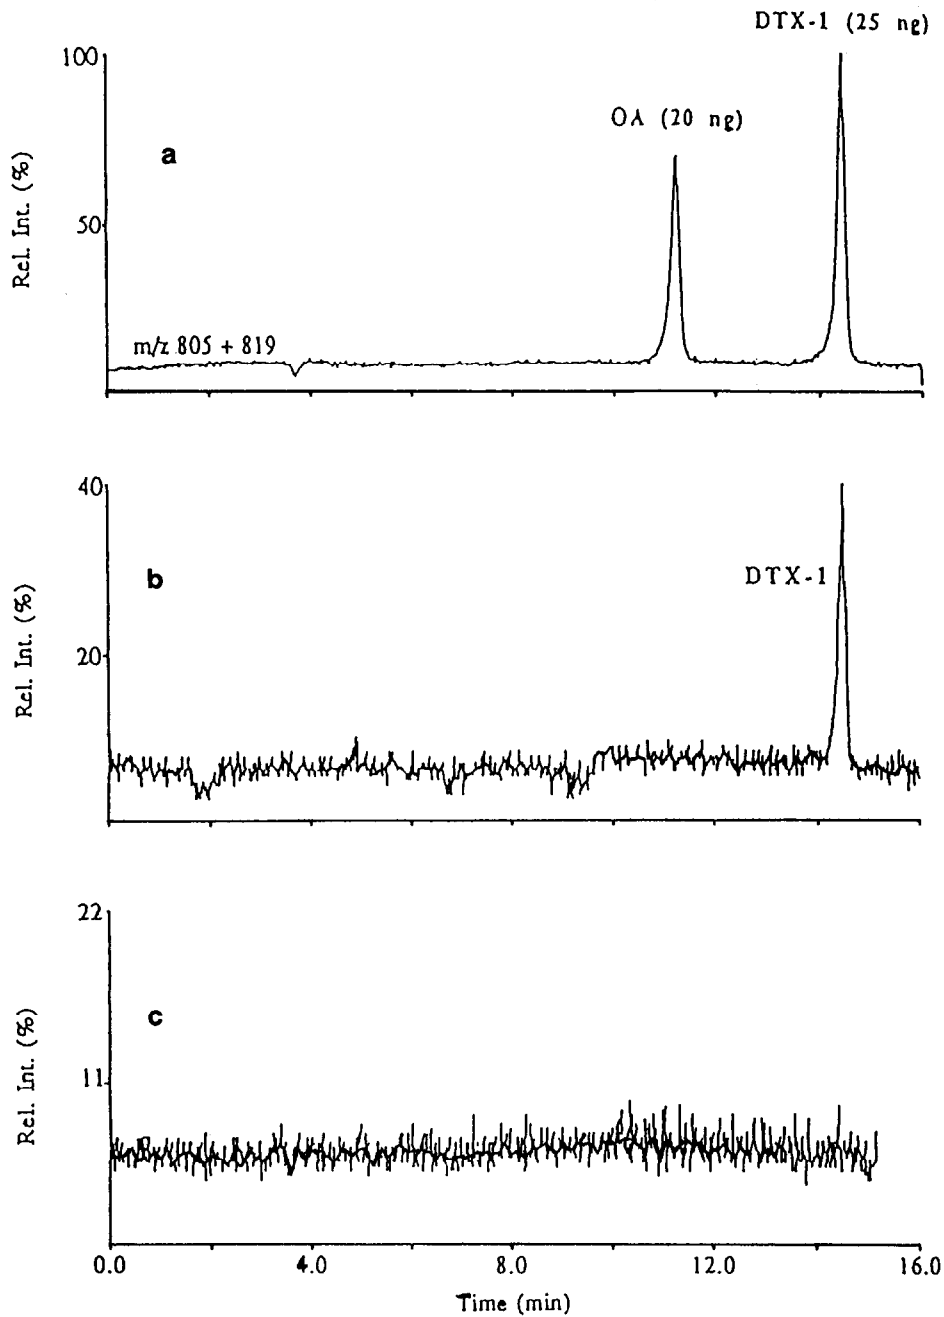 DTX-1 (25 ng)
100
OA (20 ng)
a
Rel. Int. (%)
50
m/z 805 + 819
40
b
DTX-1
Rel. Int. (%)
20
22
c
Rel. Int. (%)
11
0.0 4.0 8.0 12.0 16.0
Time (min)